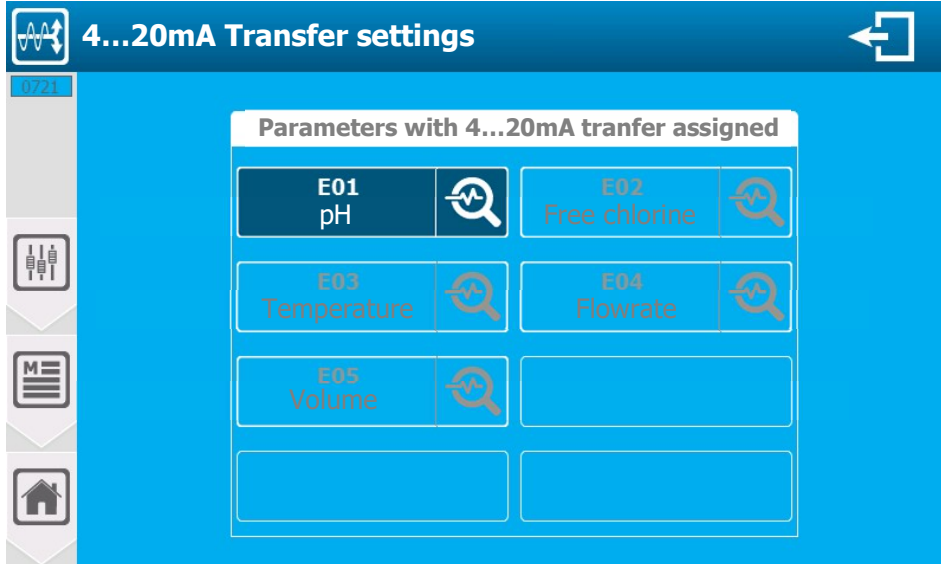 4...20mA Transfer settings
0721
Parameters with 4...20mA tranfer assigned
E01
pH
E02
Free chlorine
E03
Temperature
E04
Flowrate
M
E05
Volume